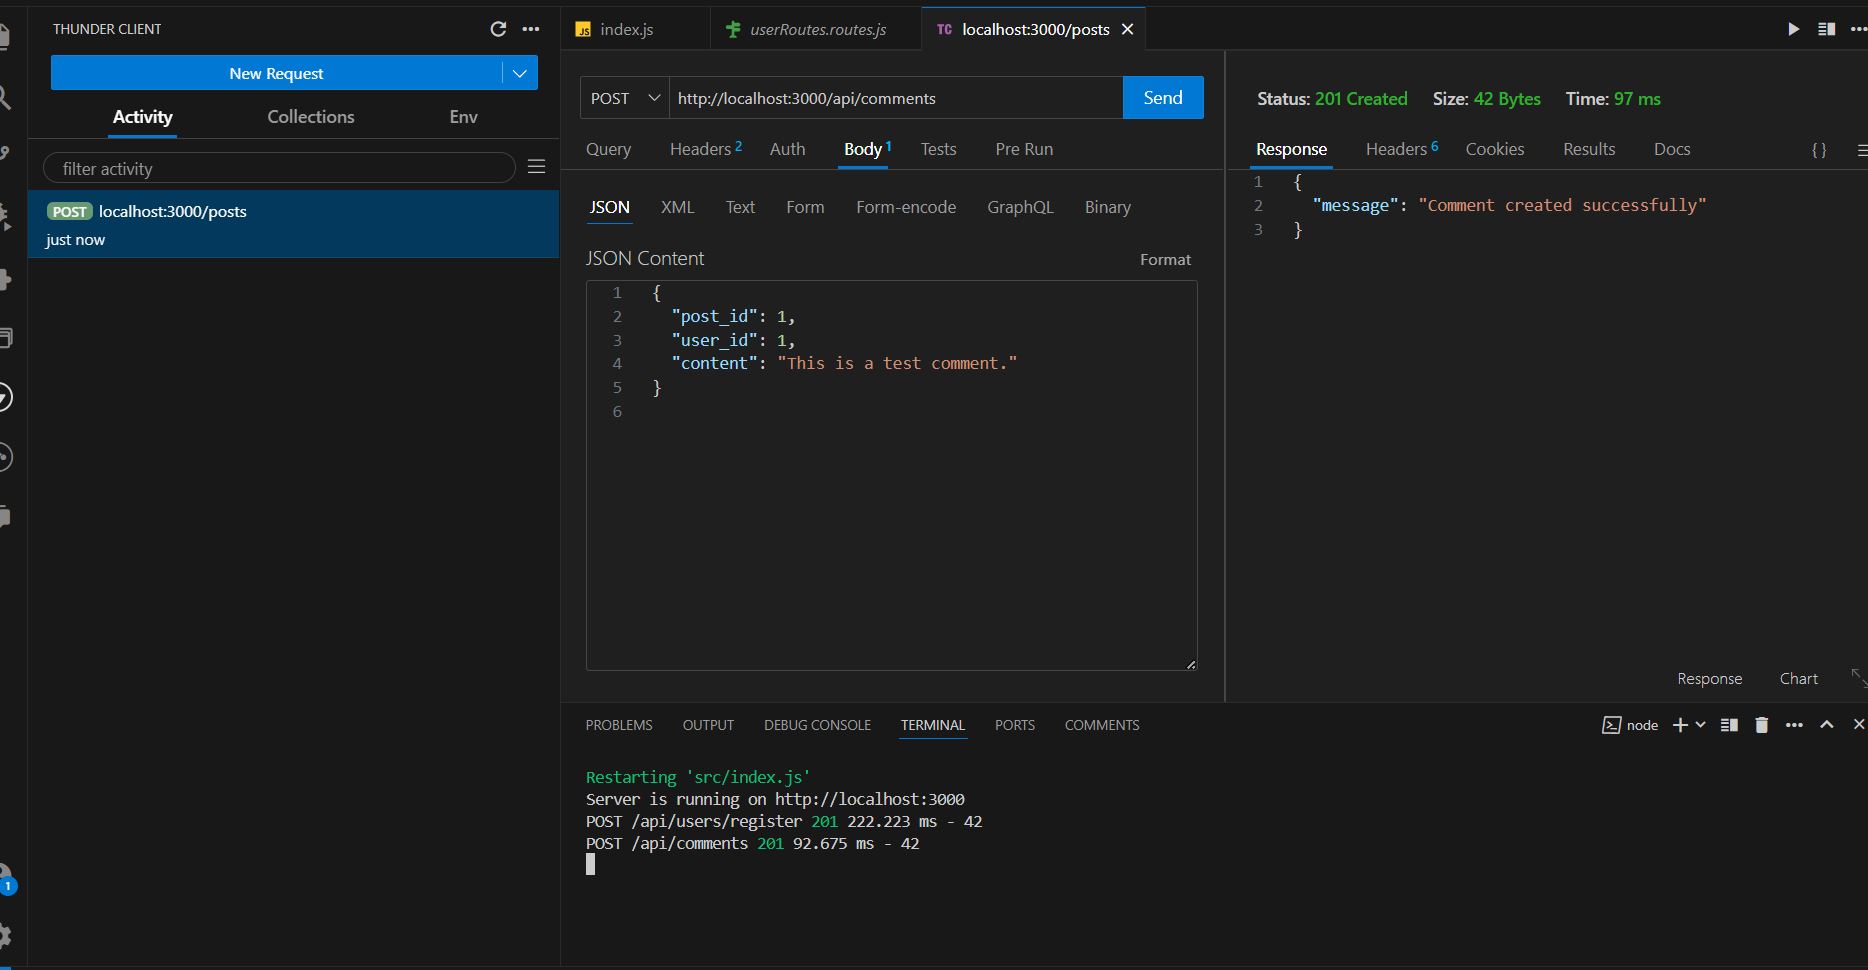 THUNDER CLIENT
New Request
Activity Collections Env
filter activity
POST localhost:3000/posts
just now
JS index.js
userRoutes.routes.js
TC localhost:3000/posts
POST http://localhost:3000/api/comments Send
Query Headers 2 Auth Body 1 Tests Pre Run
JSON XML Text Form Form-encode GraphQL Binary
JSON Content Format
1 {
2 "post_id": 1,
3 "user_id": 1,
4 "content": "This is a test comment."
5 }
6
Status: 201 Created Size: 42 Bytes Time: 97 ms
Response Headers 6 Cookies Results Docs { }
1 {
2 "message": "Comment created successfully"
3 }
Response Chart
PROBLEMS OUTPUT DEBUG CONSOLE TERMINAL PORTS COMMENTS
node
Restarting 'src/index.js'
Server is running on http://localhost:3000
POST /api/users/register 201 222.223 ms - 42
POST /api/comments 201 92.675 ms - 42
1